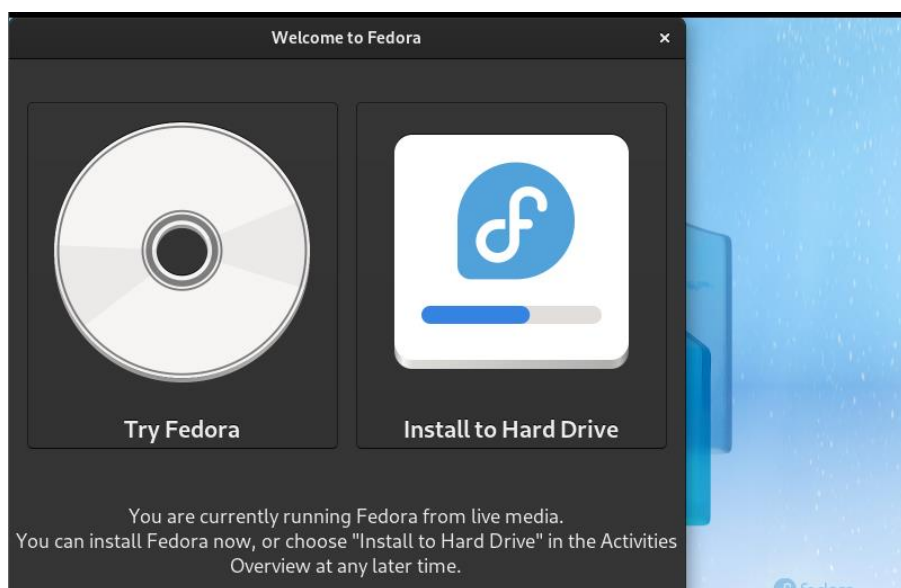 Welcome to Fedora
Try Fedora
Install to Hard Drive
You are currently running Fedora from live media.
You can install Fedora now, or choose "Install to Hard Drive" in the Activities
Overview at any later time.